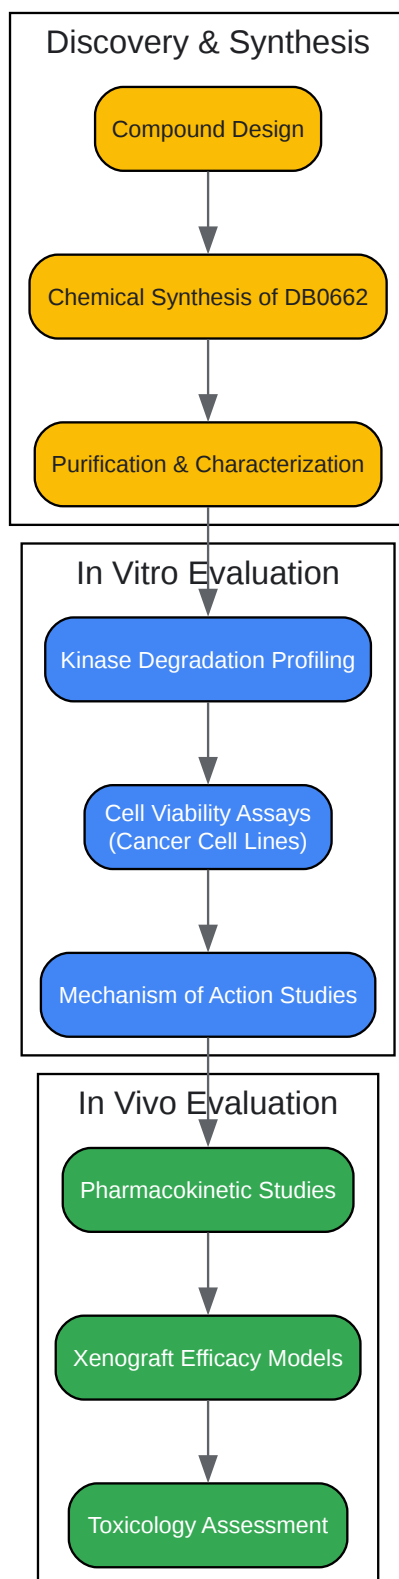 Discovery & Synthesis
Compound Design
Chemical Synthesis of DB0662
Purification & Characterization
In Vitro Evaluation
Kinase Degradation Profiling
Cell Viability Assays
(Cancer Cell Lines)
Mechanism of Action Studies
In Vivo Evaluation
Pharmacokinetic Studies
Xenograft Efficacy Models
Toxicology Assessment